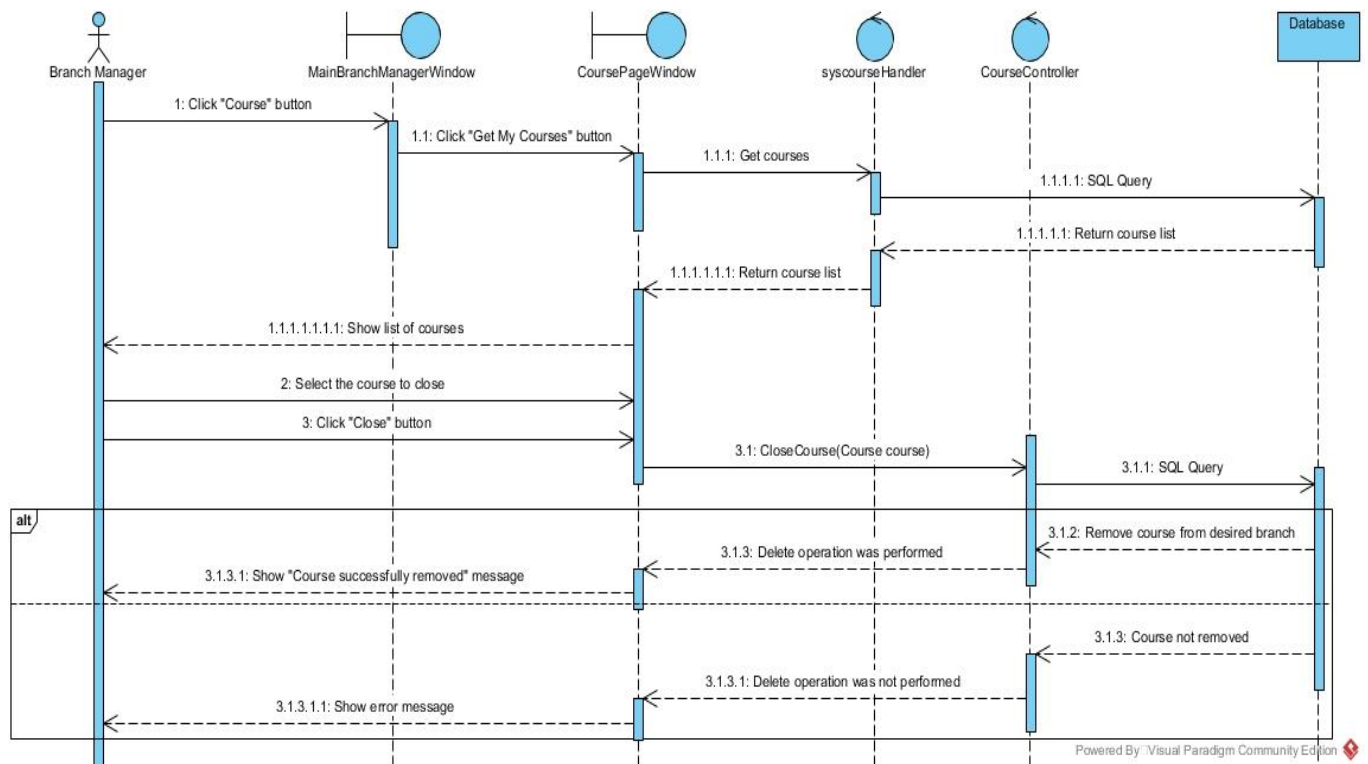 Database
Branch Manager
MainBranchManagerWindow
CoursePageWindow
syscourseHandler
CourseController
1: Click "Course" button
1.1: Click "Get My Courses" button
1.1.1: Get courses
1.1.1.1: SQL Query
1.1.1.1.1: Return course list
1.1.1.1.1.1: Return course list
1.1.1.1.1.1.1: Show list of courses
2: Select the course to close
3: Click "Close" button
3.1: CloseCourse(Course course)
3.1.1: SQL Query
alt
3.1.2: Remove course from desired branch
3.1.3: Delete operation was performed
3.1.3.1: Show "Course successfully removed" message
3.1.3: Course not removed
3.1.3.1: Delete operation was not performed
3.1.3.1.1: Show error message
Powered By Visual Paradigm Community Edition